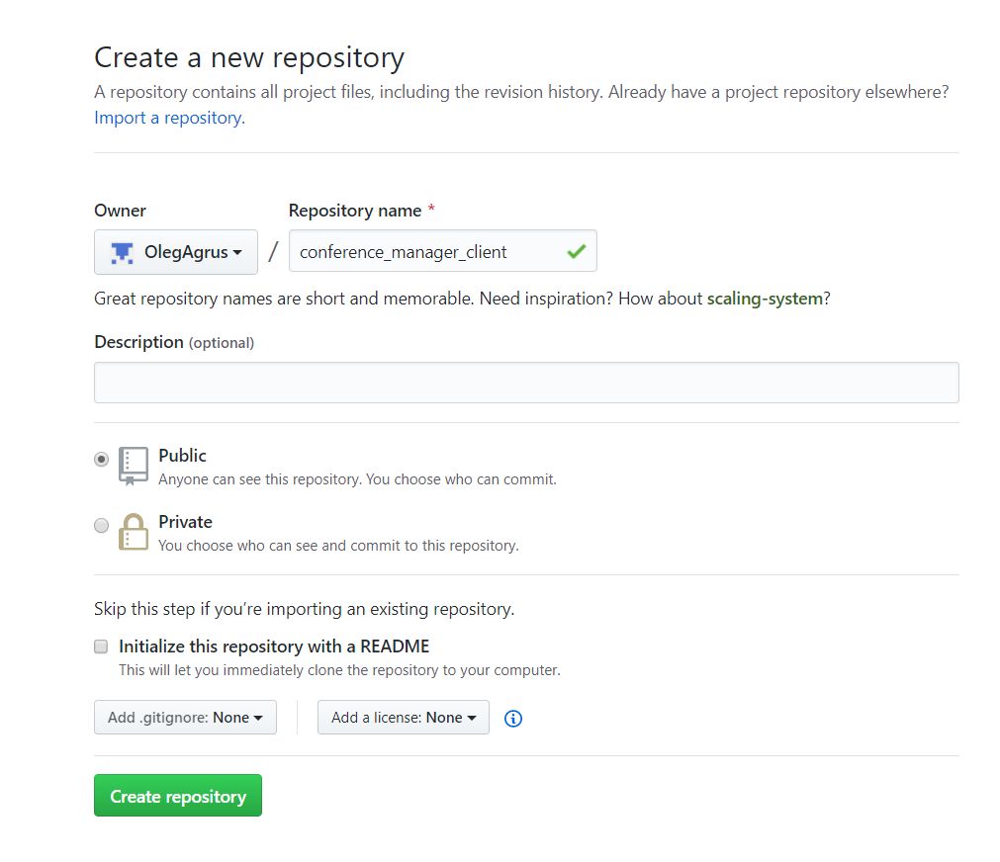 Create a new repository
A repository contains all project files, including the revision history. Already have a project repository elsewhere?
Import a repository.
Owner
Repository name *
OlegAgrus
/
conference_manager_client
Great repository names are short and memorable. Need inspiration? How about scaling-system?
Description (optional)
Public
Anyone can see this repository. You choose who can commit.
Private
You choose who can see and commit to this repository.
Skip this step if you’re importing an existing repository.
Initialize this repository with a README
This will let you immediately clone the repository to your computer.
Add .gitignore: None
Add a license: None
Create repository